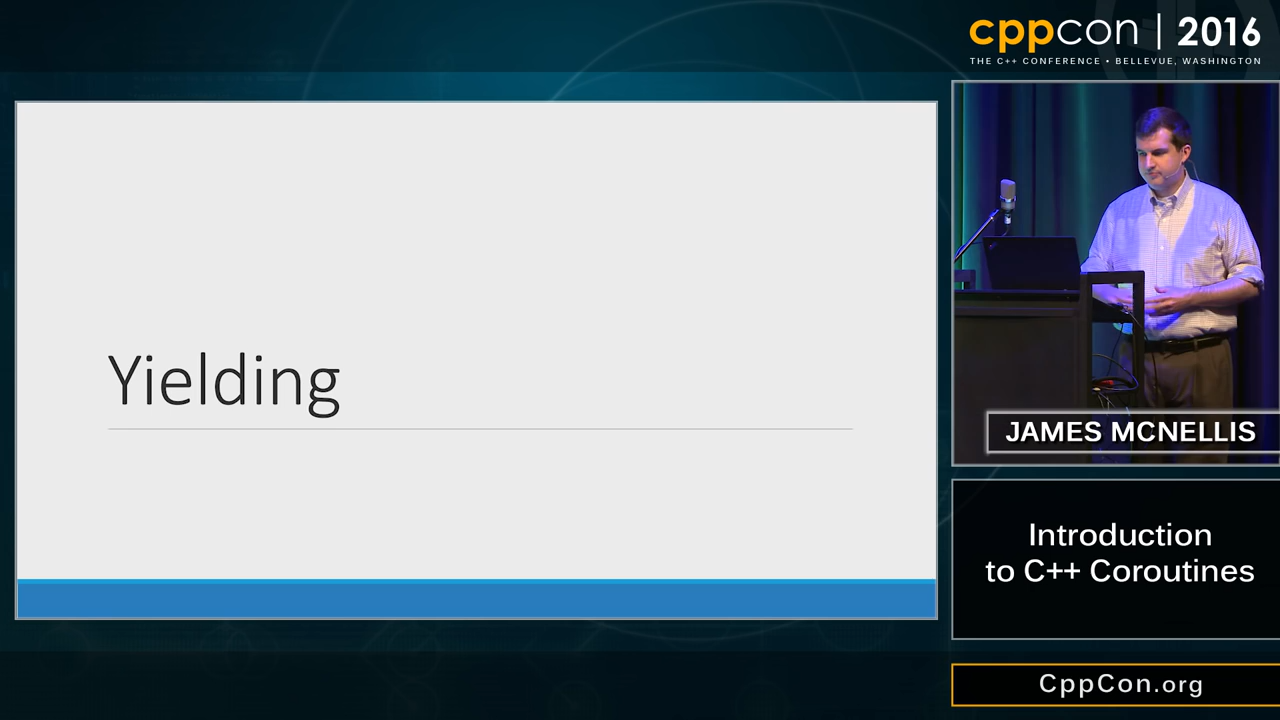 cppcon | 2016
THE C++ CONFERENCE • BELLEVUE, WASHINGTON
Yielding
JAMES MCNELLIS
Introduction
to C++ Coroutines
CppCon.org